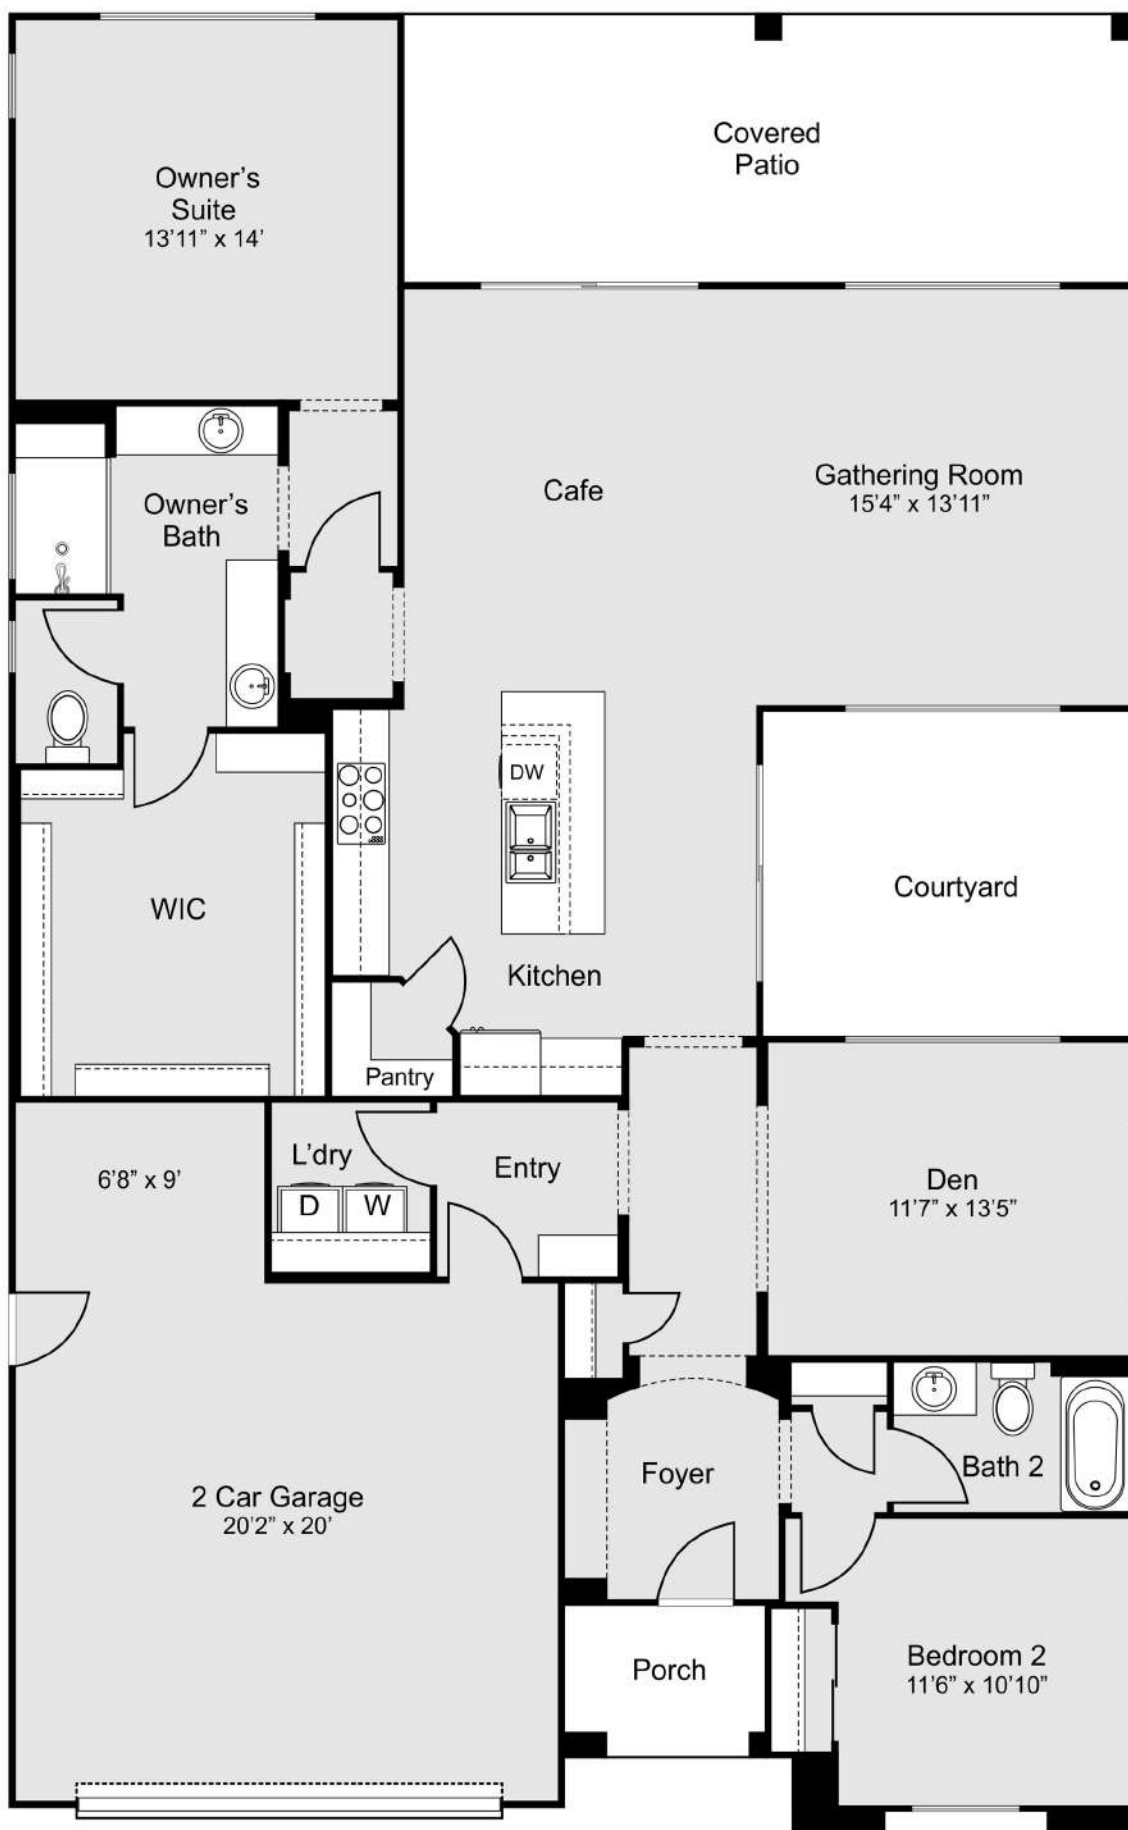 Covered
Patio
Owner's
Suite
13'11" x 14'
Gathering Room
15'4" x 13'11"
Cafe
Owner's
Bath
DW
Courtyard
WIC
Kitchen
Pantry
L'dry
D
W
Entry
6'8" x 9'
Den
11'7" x 13'5"
Foyer
Bath 2
2 Car Garage
20'2" x 20'
Porch
Bedroom 2
11'6" x 10'10"